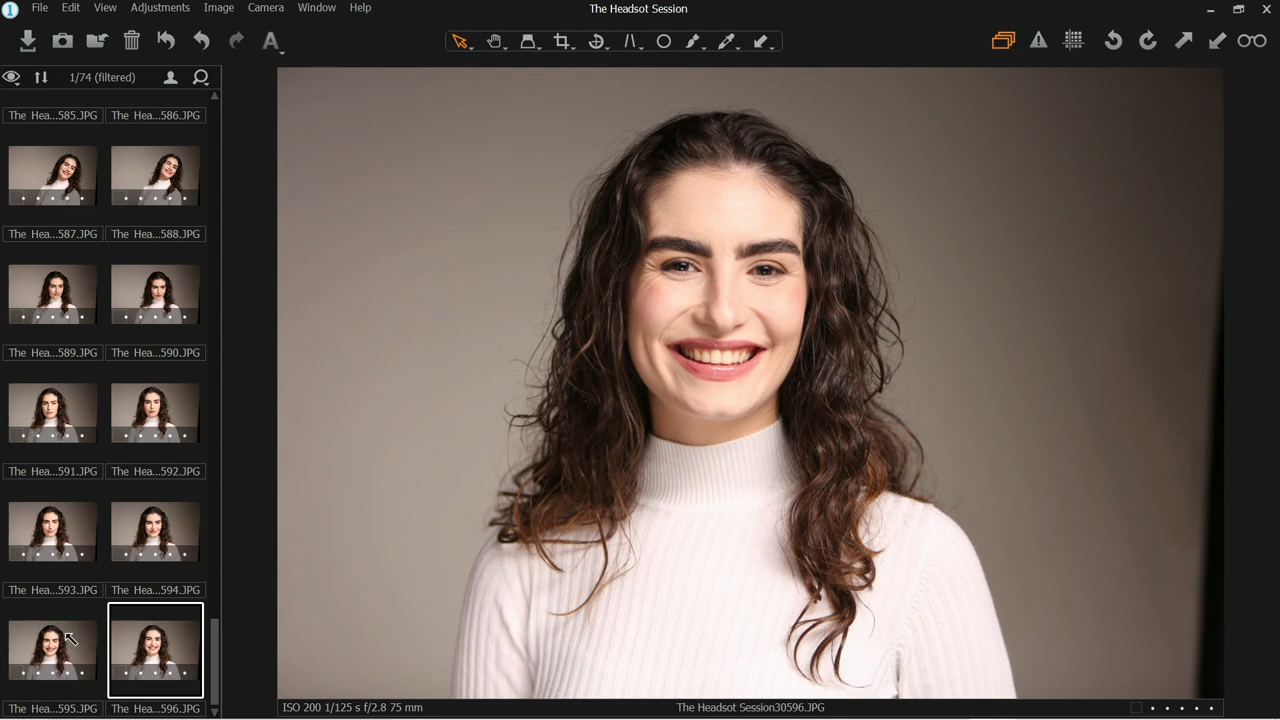 1 File Edit View Adjustments Image Camera Window Help
The Headsot Session
A
1/74 (filtered)
The Hea...585.JPG The Hea...586.JPG
The Hea...587.JPG The Hea...588.JPG
The Hea...589.JPG The Hea...590.JPG
The Hea...591.JPG The Hea...592.JPG
The Hea...593.JPG The Hea...594.JPG
The Hea...595.JPG The Hea...596.JPG
ISO 200 1/125 s f/2.8 75 mm
The Headsot Session30596.JPG